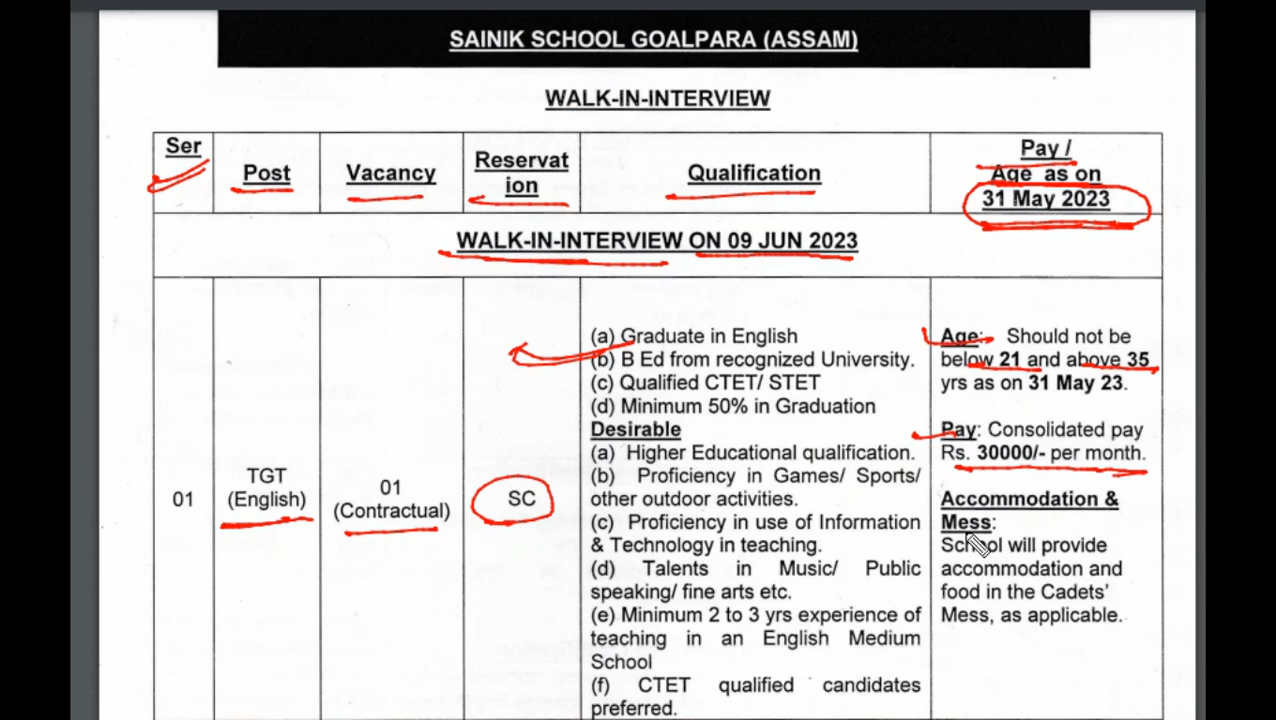 SAINIK SCHOOL GOALPARA (ASSAM)
WALK-IN-INTERVIEW
Ser
Post
Vacancy
Reservat
ion
Qualification
Pay /
Age as on
31 May 2023
WALK-IN-INTERVIEW ON 09 JUN 2023
01
TGT
(English)
01
(Contractual)
SC
(a) Graduate in English
(b) B Ed from recognized University.
(c) Qualified CTET/ STET
(d) Minimum 50% in Graduation
Desirable
(a) Higher Educational qualification.
(b) Proficiency in Games/ Sports/
other outdoor activities.
(c) Proficiency in use of Information
& Technology in teaching.
(d) Talents in Music/ Public
speaking/ fine arts etc.
(e) Minimum 2 to 3 yrs experience of
teaching in an English Medium
School
(f) CTET qualified candidates
preferred.
Age:- Should not be
below 21 and above 35
yrs as on 31 May 23.
Pay: Consolidated pay
Rs. 30000/- per month.
Accommodation &
Mess:
School will provide
accommodation and
food in the Cadets'
Mess, as applicable.